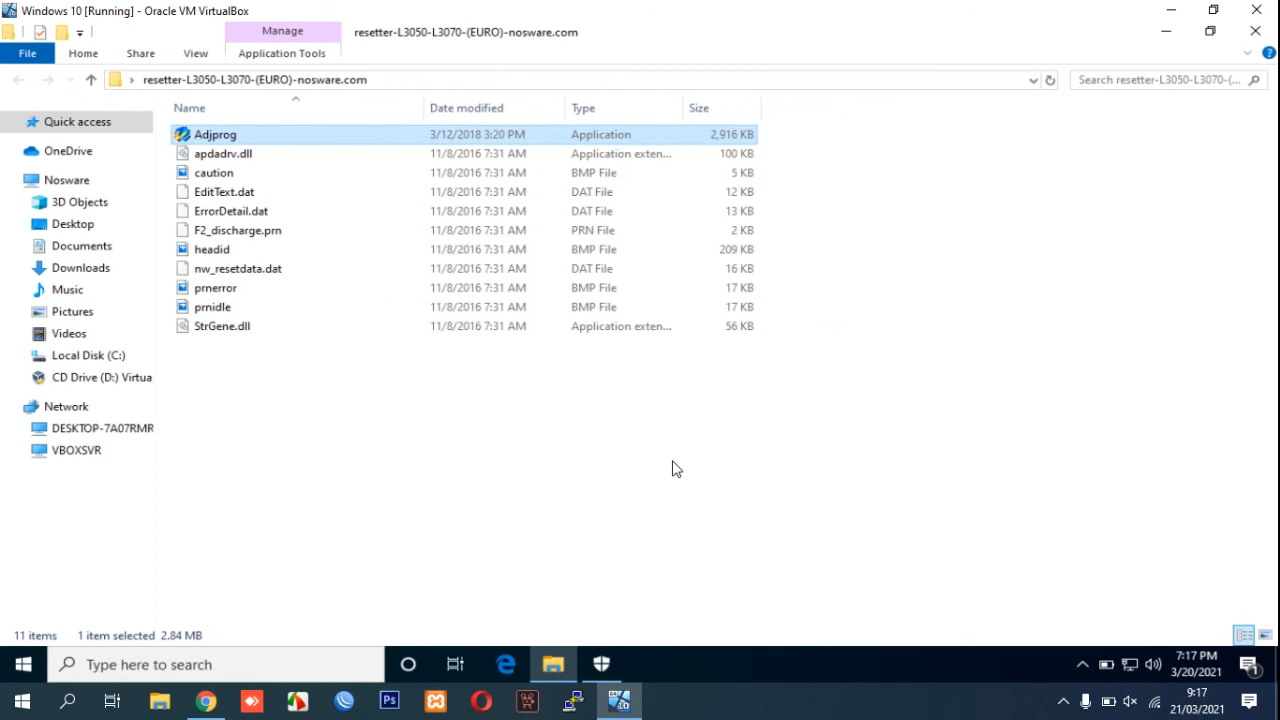 Windows 10 [Running] - Oracle VM VirtualBox
Manage
resetter-L3050-L3070-(EURO)-nosware.com
File
Home
Share
View
Application Tools
resetter-L3050-L3070-(EURO)-nosware.com
Search resetter-L3050-L3070-(...
Name
Date modified
Type
Size
Quick access
OneDrive
Nosware
3D Objects
Desktop
Documents
Downloads
Music
Pictures
Videos
Local Disk (C:)
CD Drive (D:) Virtua
Network
DESKTOP-7A07RMR
VBOXSVR
Adjprog 3/12/2018 3:20 PM Application 2,916 KB
apdadrv.dll 11/8/2016 7:31 AM Application exten... 100 KB
caution 11/8/2016 7:31 AM BMP File 5 KB
EditText.dat 11/8/2016 7:31 AM DAT File 12 KB
ErrorDetail.dat 11/8/2016 7:31 AM DAT File 13 KB
F2_discharge.prn 11/8/2016 7:31 AM PRN File 2 KB
headid 11/8/2016 7:31 AM BMP File 209 KB
nw_resetdata.dat 11/8/2016 7:31 AM DAT File 16 KB
prnerror 11/8/2016 7:31 AM BMP File 17 KB
prnidle 11/8/2016 7:31 AM BMP File 17 KB
StrGene.dll 11/8/2016 7:31 AM Application exten... 56 KB
11 items 1 item selected 2.84 MB
Type here to search
7:17 PM
3/20/2021
1
Ps
10
9:17
21/03/2021